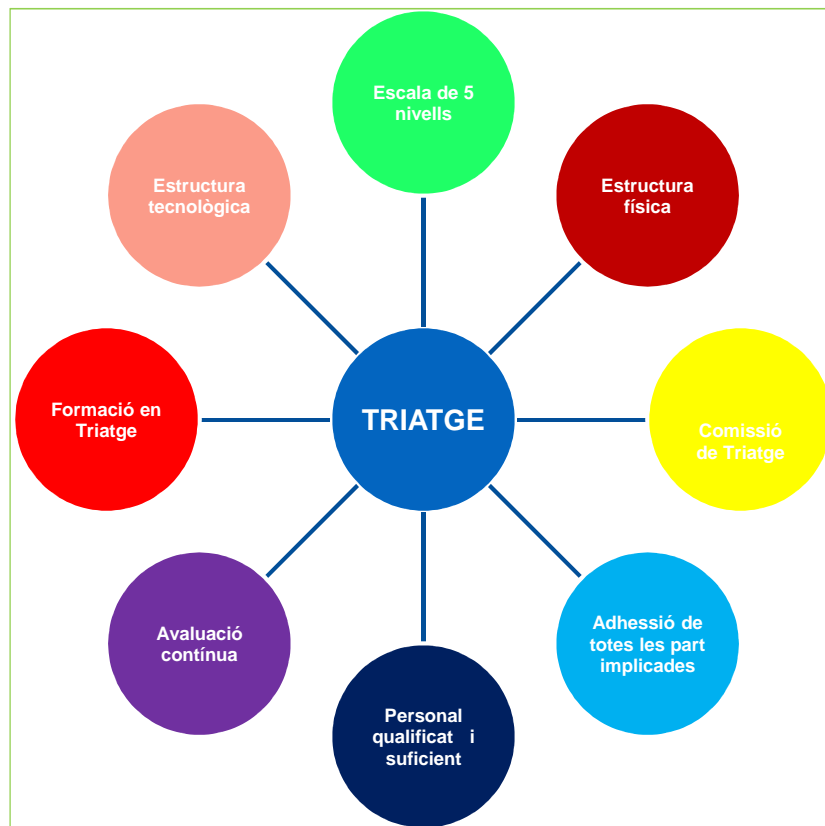 Escala de 5
nivells
Estructura
tecnològica
Estructura
física
Formació en
Triatge
TRIATGE
Comissió
de Triatge
Avaluació
contínua
Adhessió de
totes les part
implicades
Personal
qualificat i
suficient